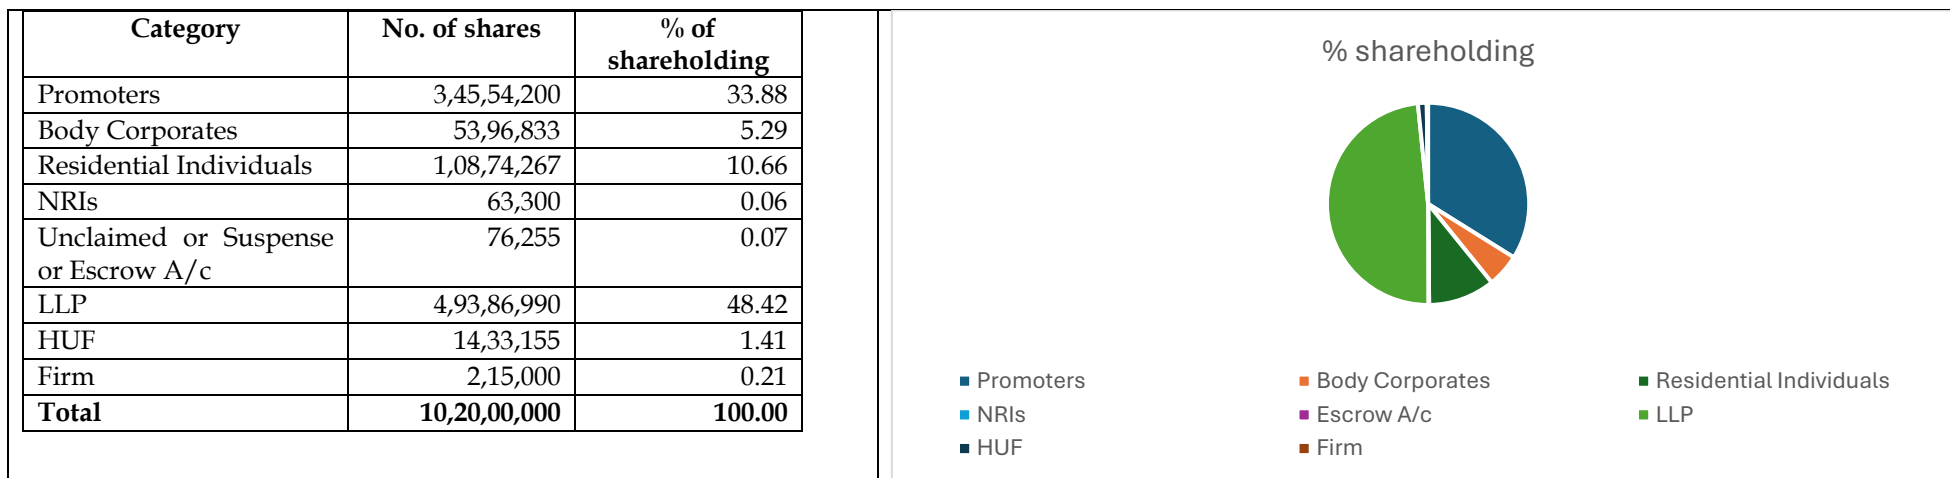 Category No. of shares % of
shareholding
Promoters 3,45,54,200 33.88
Body Corporates 53,96,833 5.29
Residential Individuals 1,08,74,267 10.66
NRIs 63,300 0.06
Unclaimed or Suspense 76,255 0.07
or Escrow A/c
LLP 4,93,86,990 48.42
HUF 14,33,155 1.41
Firm 2,15,000 0.21
Total 10,20,00,000 100.00
% shareholding
Promoters Body Corporates Residential Individuals
NRIs Escrow A/c LLP
HUF Firm